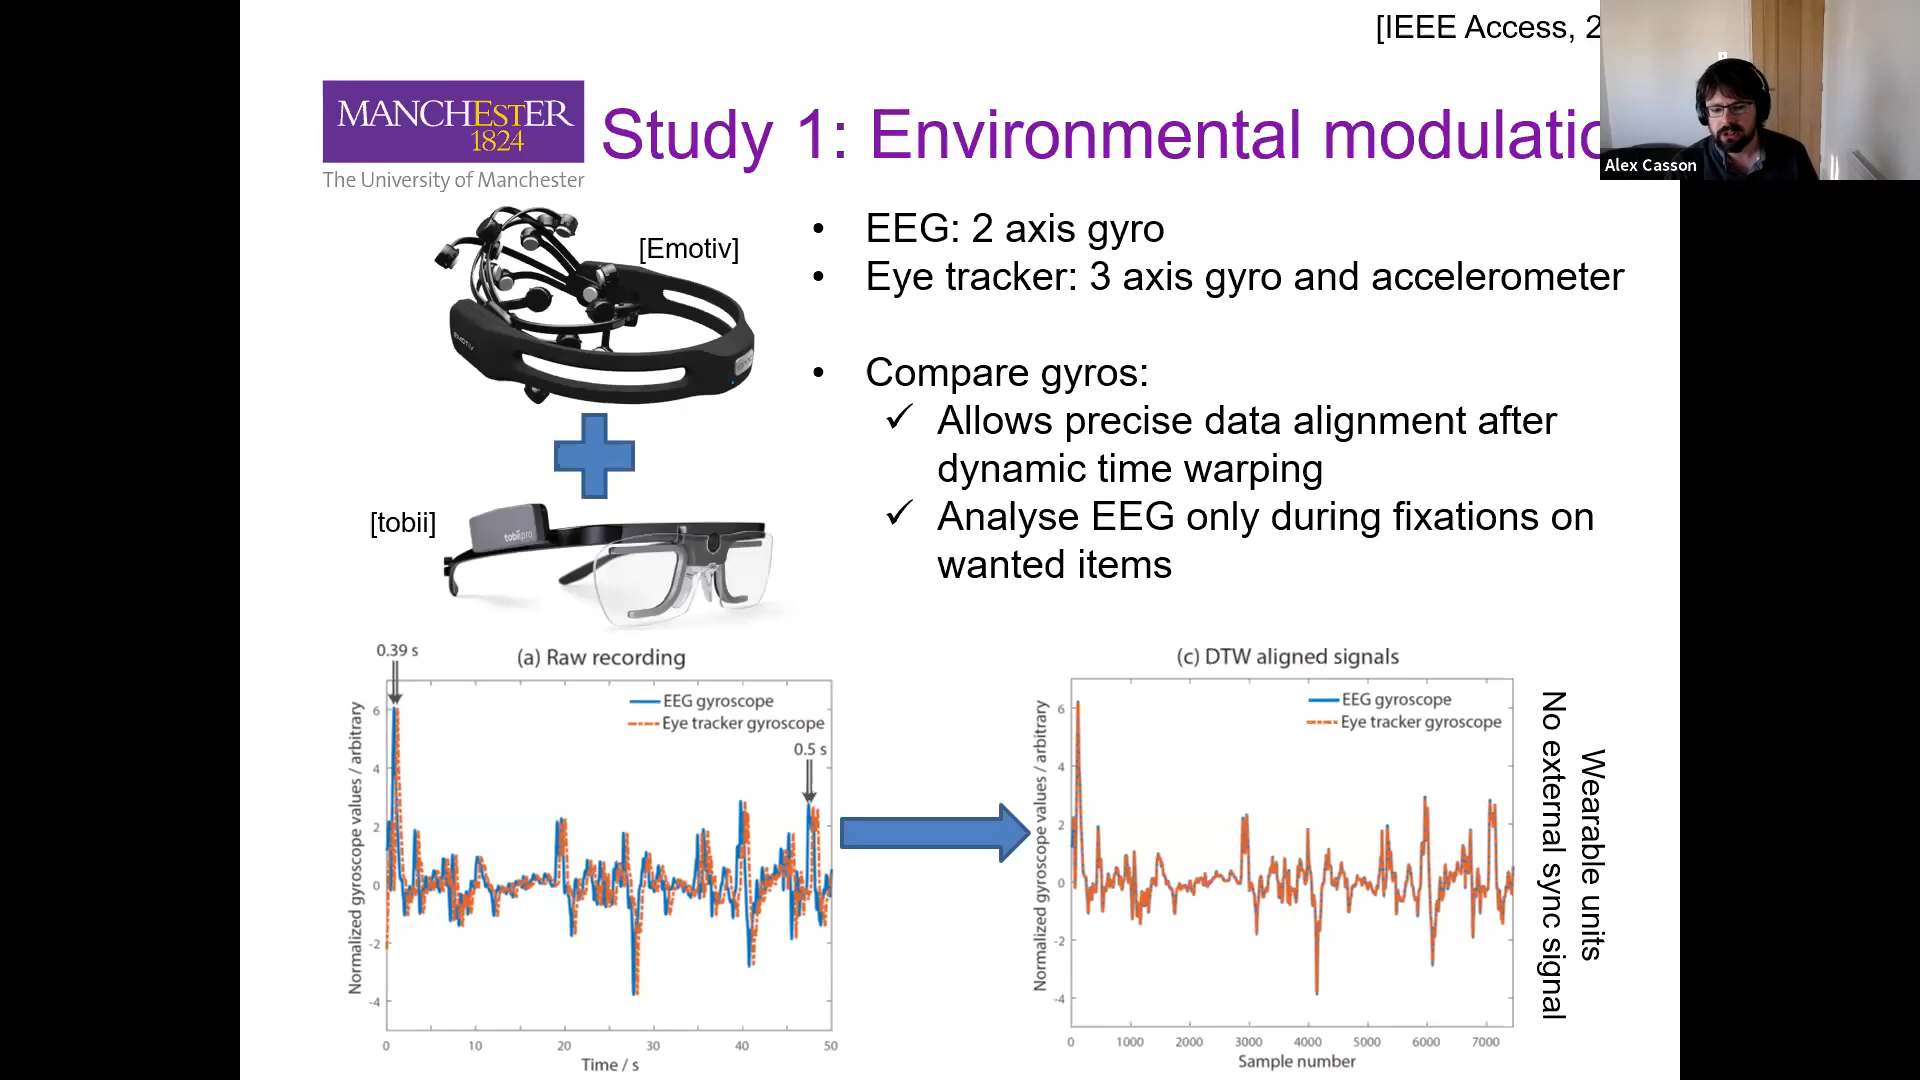 [IEEE Access, 2
MANCHESTER
1824
The University of Manchester
Study 1: Environmental modulatio
Alex Casson
[Emotiv]
• EEG: 2 axis gyro
• Eye tracker: 3 axis gyro and accelerometer
• Compare gyros:
✓ Allows precise data alignment after
dynamic time warping
✓ Analyse EEG only during fixations on
wanted items
EMOTIV
[tobii]
tobiipro
0.39 s
(a) Raw recording
EEG gyroscope
Eye tracker gyroscope
0.5 s
Normalized gyroscope values / arbitrary
6
4
2
0
-2
-4
0 10 20 30 40 50
Time / s
(c) DTW aligned signals
EEG gyroscope
Eye tracker gyroscope
Normalized gyroscope values / arbitrary
6
4
2
0
-2
-4
0 1000 2000 3000 4000 5000 6000 7000
Sample number
Wearable units
No external sync signal